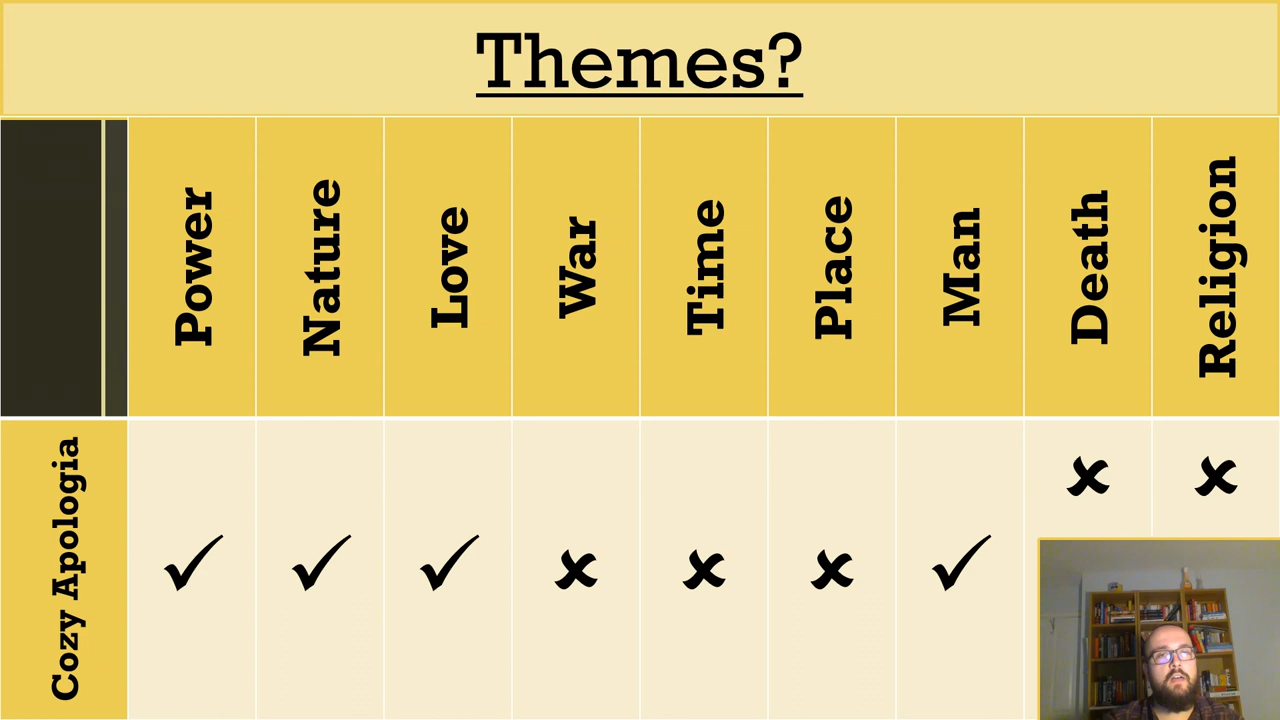 Themes?
Power
Nature
Love
War
Time
Place
Man
Death
Religion
Cozy Apologia
✓ ✓ ✓ ✘ ✘ ✘ ✓ ✘ ✘